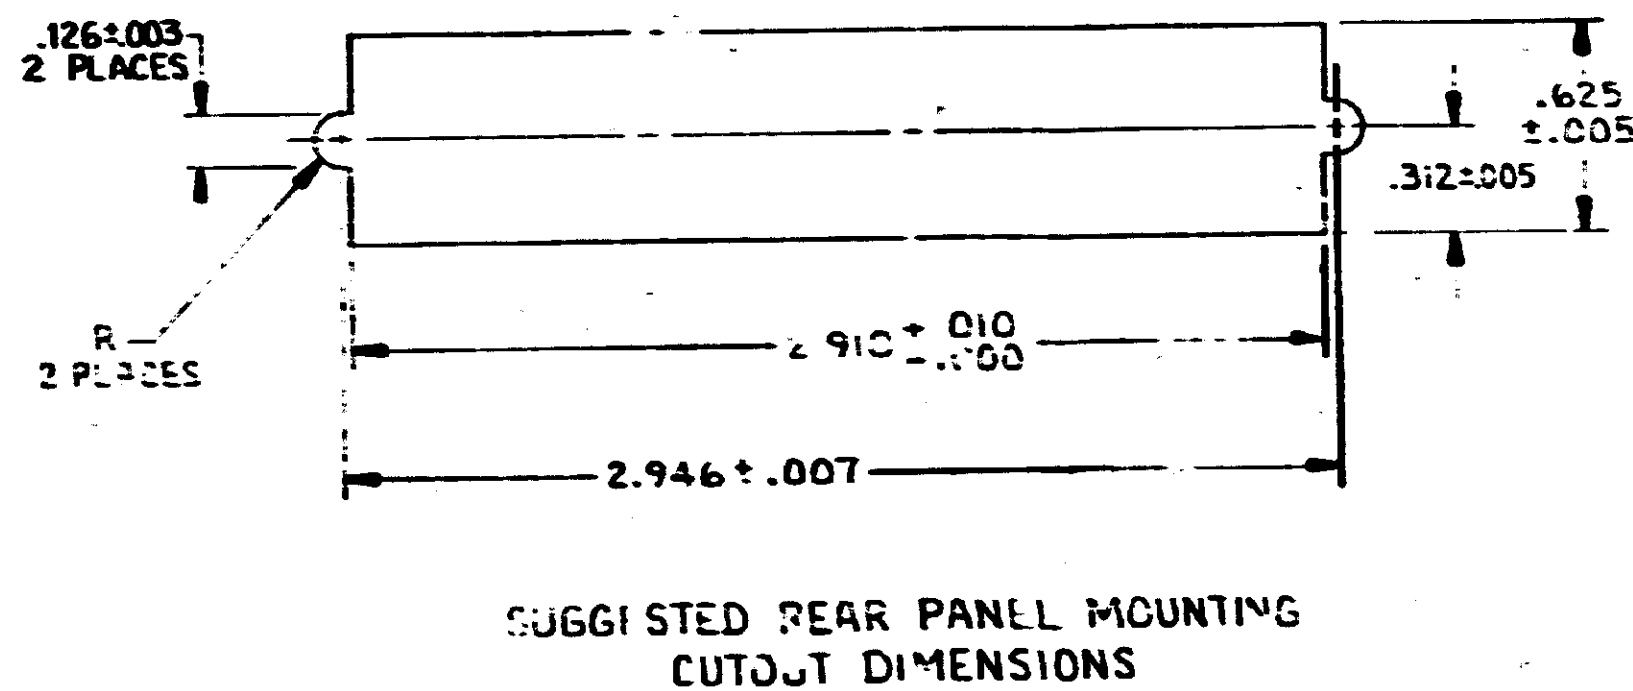 .126±.003
2 PLACES
.625
±.005
.312±.005
R
2 PLACES
2.910 + .010
- .000
2.946 ± .007
SUGGESTED REAR PANEL MOUNTING
CUTOUT DIMENSIONS